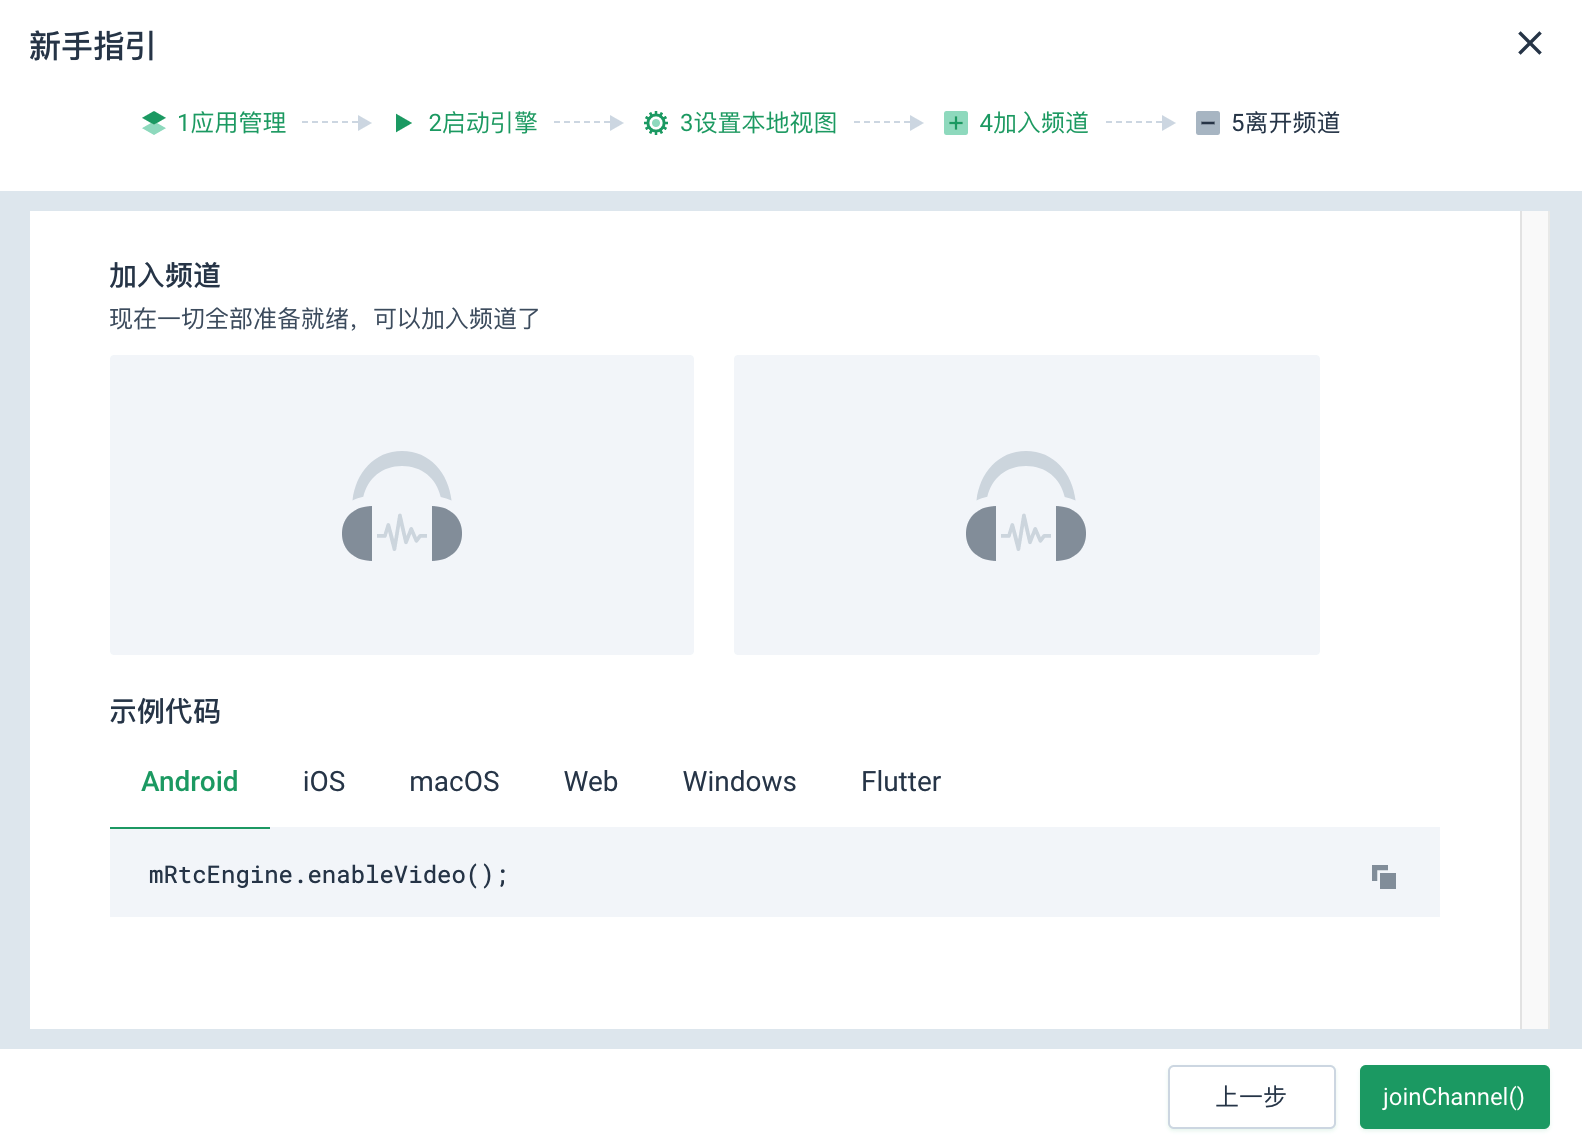 新手指引
1应用管理 2启动引擎 3设置本地视图 4加入频道 5离开频道
加入频道
现在一切全部准备就绪，可以加入频道了
示例代码
Android iOS macOS Web Windows Flutter
mRtcEngine.enableVideo();
上一步 joinChannel()